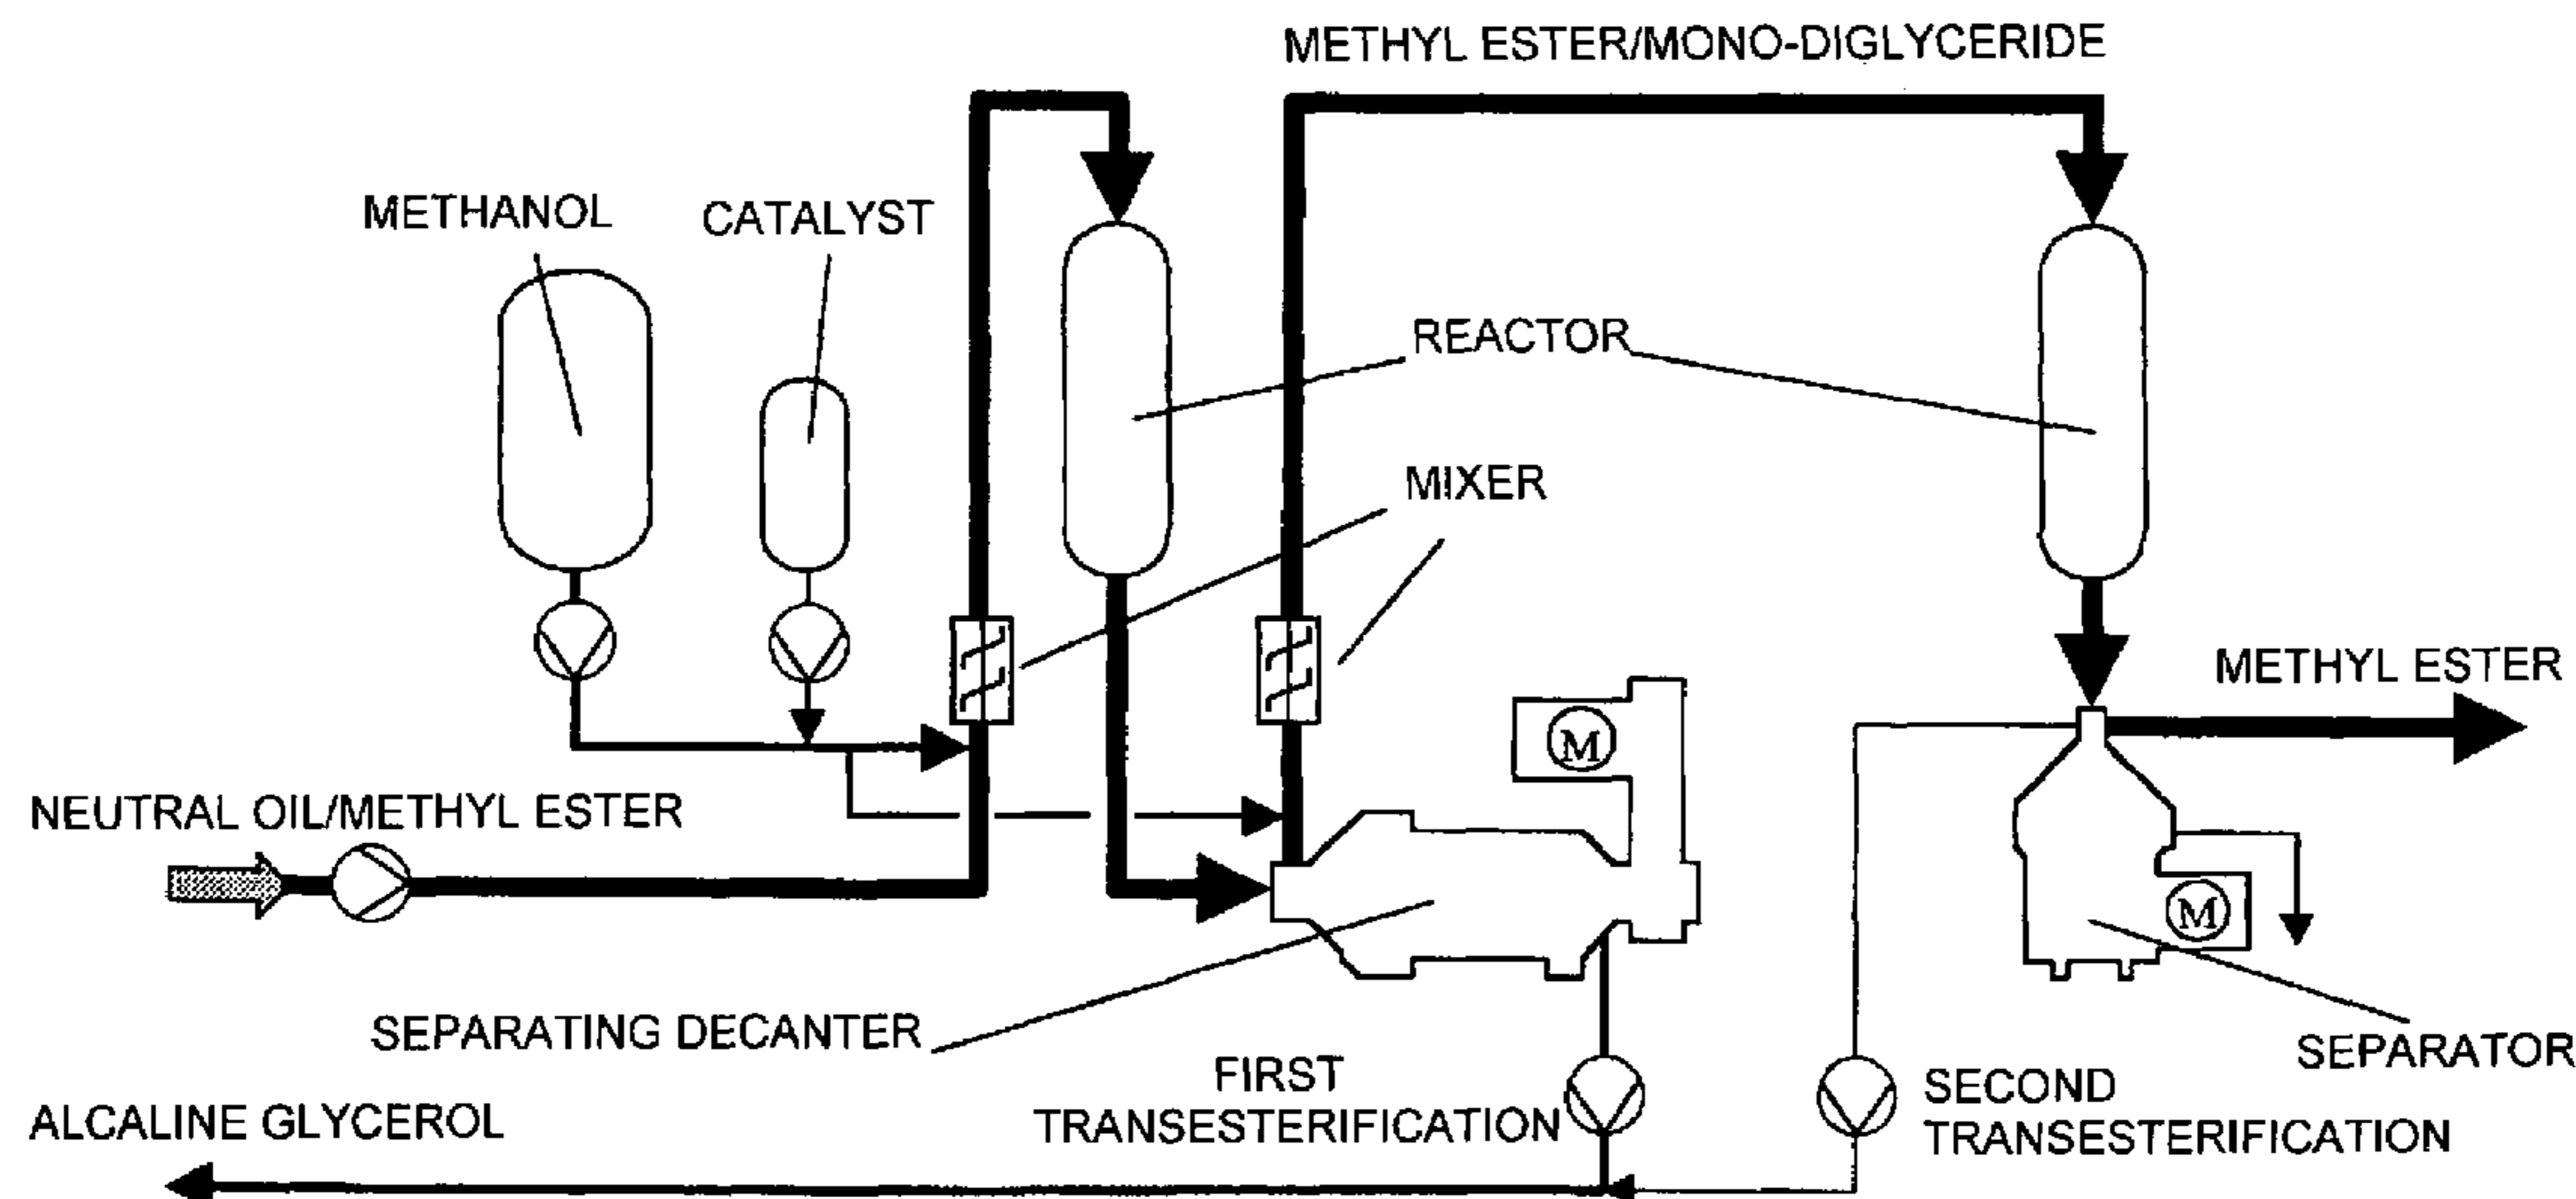 METHYL ESTER/MONO-DIGLYCERIDE
METHANOL
CATALYST
REACTOR
MIXER
M
METHYL ESTER
NEUTRAL OIL/METHYL ESTER
M
SEPARATING DECANTER
SEPARATOR
FIRST
TRANSESTERIFICATION
SECOND
TRANSESTERIFICATION
ALCALINE GLYCEROL